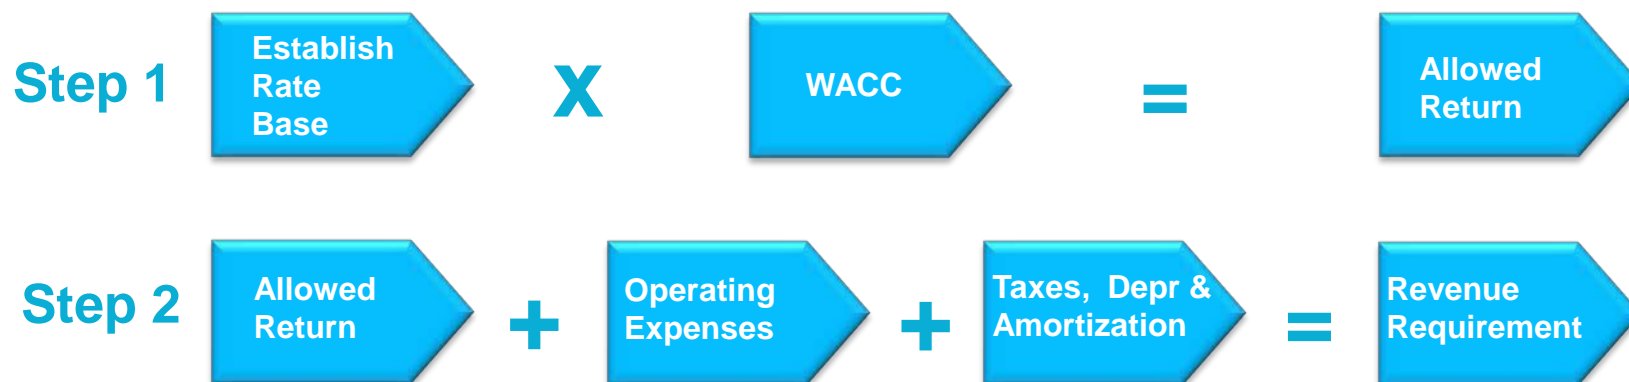 Step 1
Establish
Rate
Base
X
WACC
=
Allowed
Return
Step 2
Allowed
Return
+
Operating
Expenses
+
Taxes, Depr &
Amortization
=
Revenue
Requirement